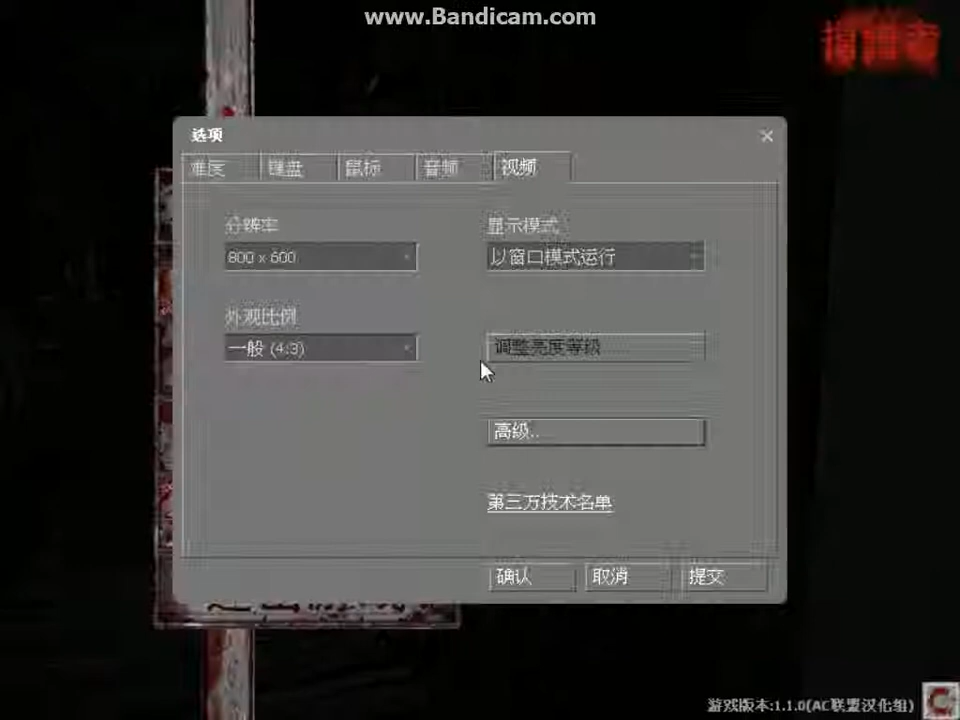 www.Bandicam.com
选项
难度
键盘
鼠标
音频
视频
分辨率
显示模式
800 x 600
以窗口模式运行
外观比例
一般 (4:3)
调整亮度等级......
高级..
第三方技术名单
确认
取消
提交
游戏版本:1.1.0(AC联盟汉化组)